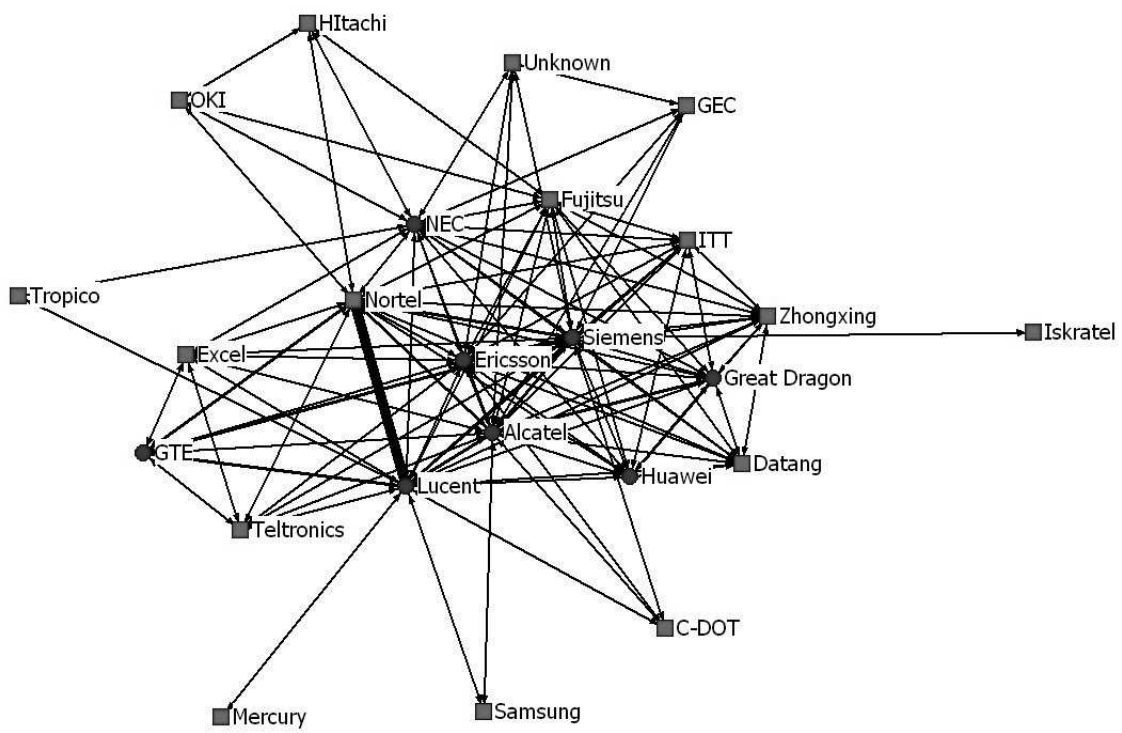 HItachi
Unknown
OKI
GEC
Fujitsu
NEC
ITT
Tropico
Nortel
Zhongxing
Siemens
Iskratel
Excel
Ericsson
Great Dragon
Alcatel
GTE
Datang
Huawei
Lucent
Teltronics
C-DOT
Samsung
Mercury